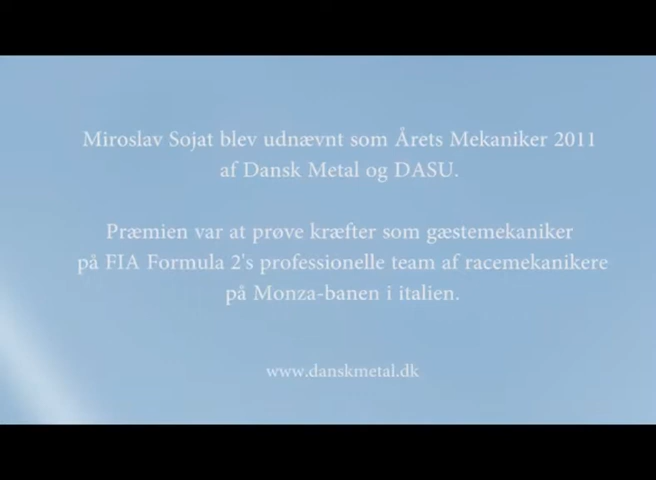 Miroslav Sojat blev udnævnt som Årets Mekaniker 2011
af Dansk Metal og DASU.
Præmien var at prøve kræfter som gæstemekaniker
på FIA Formula 2's professionelle team af racemekanikere
på Monza-banen i italien.
www.danskmetal.dk